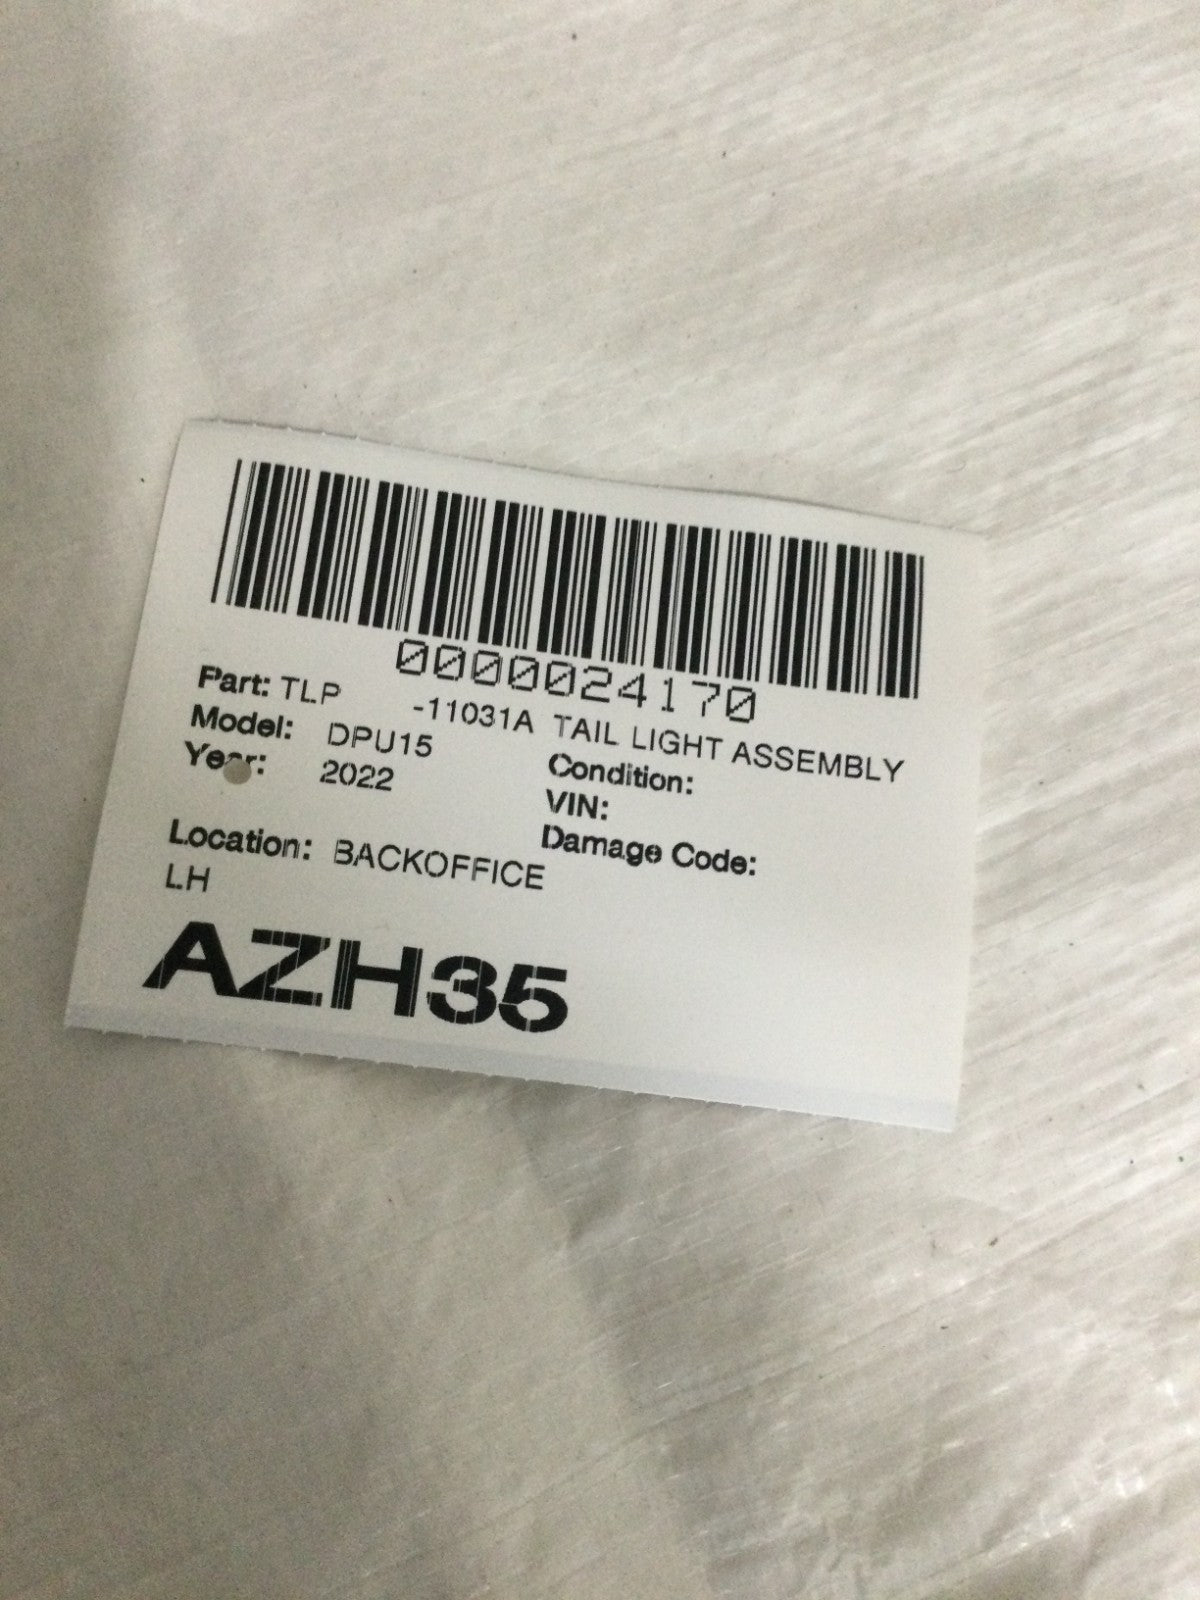 0000024170
Part: TLP -11031A TAIL LIGHT ASSEMBLY
Model: DPU15 Condition:
Year: 2022 VIN:
Damage Code:
Location: BACKOFFICE
LH
AZH35